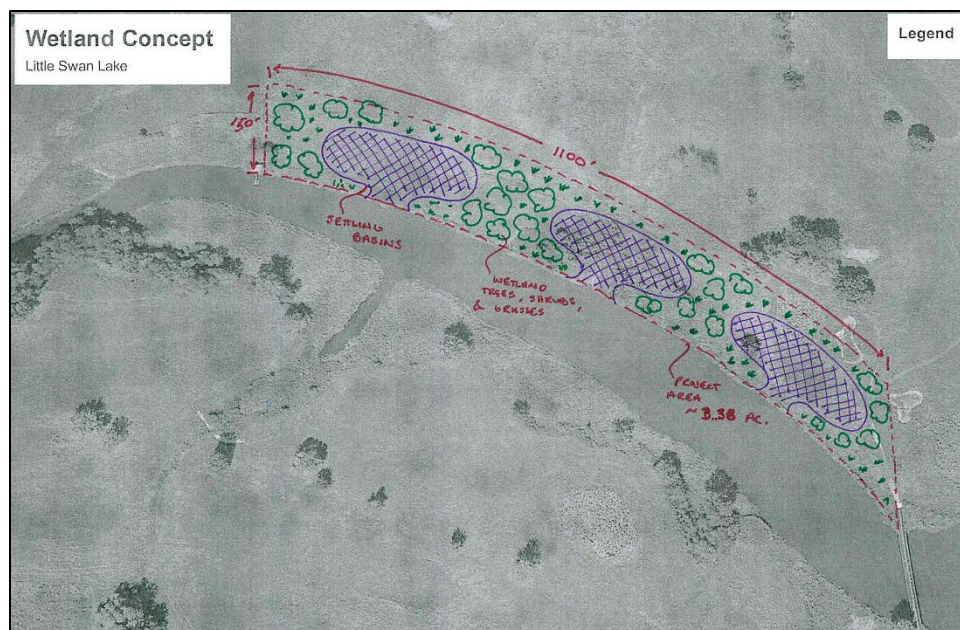 Wetland Concept
Little Swan Lake
Legend
150'
1100'
SETTLING
BASINS
WETLAND
TREES, SHRUBS,
& GRASSES
PROJECT
AREA
~ 3.38 AC.